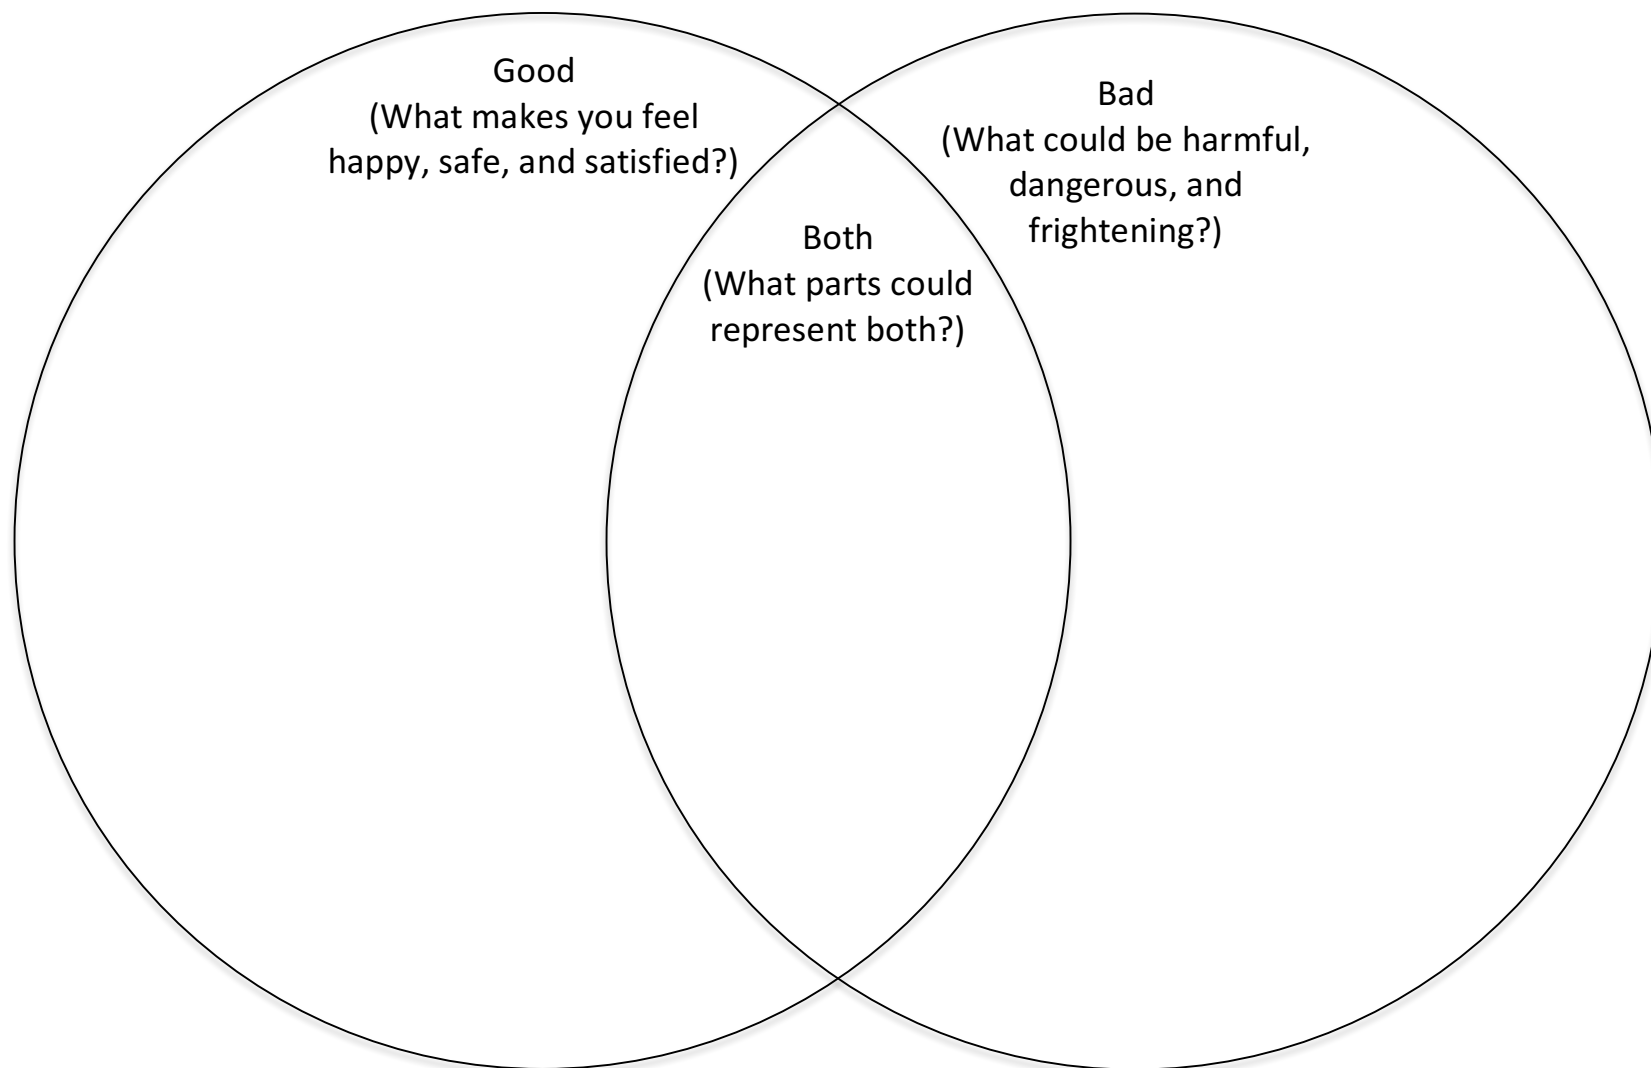 Good
(What makes you feel
happy, safe, and satisfied?)
Both
(What parts could
represent both?)
Bad
(What could be harmful,
dangerous, and
frightening?)